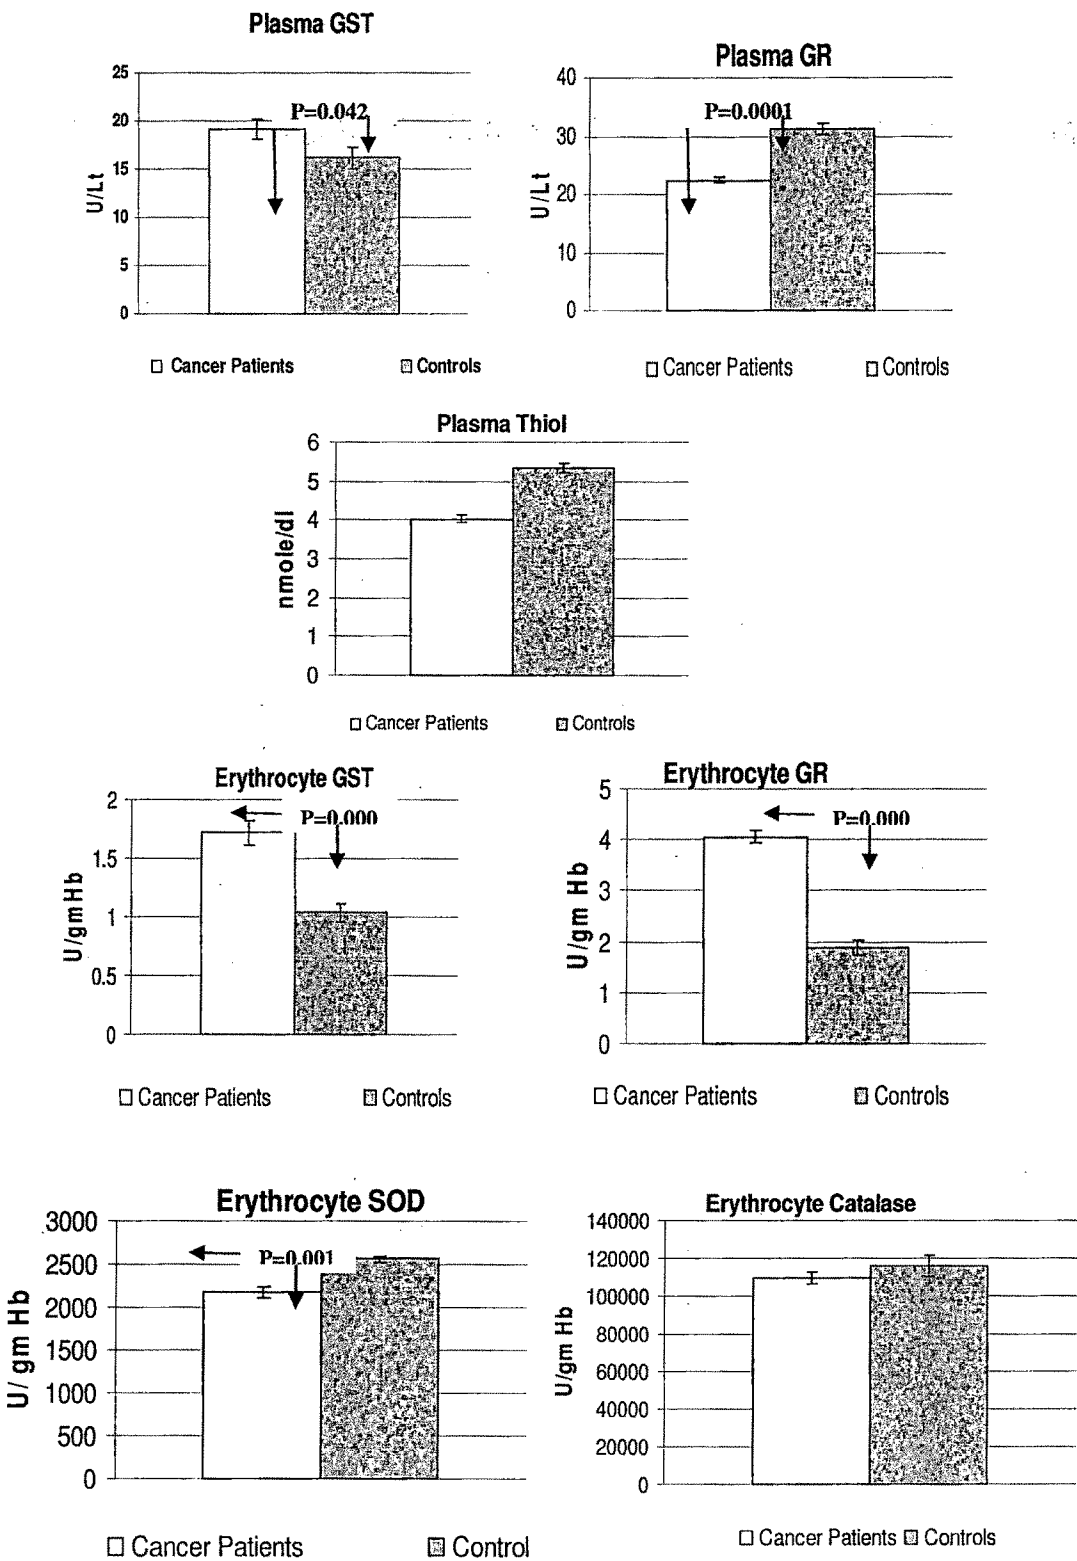 Plasma GST
25
20
15
10
5
0
U/Lt
P=0.042
Cancer Patients Controls
Plasma GR
40
30
20
10
0
U/Lt
P=0.0001
Cancer Patients Controls
Plasma Thiol
6
5
4
3
2
1
0
nmole/dl
Cancer Patients Controls
Erythrocyte GST
2
1.5
1
0.5
0
U/gm Hb
P=0.000
Cancer Patients Controls
Erythrocyte GR
5
4
3
2
1
0
U/gm Hb
P=0.000
Cancer Patients Controls
Erythrocyte SOD
3000
2500
2000
1500
1000
500
0
U/ gm Hb
P=0.001
Cancer Patients Control
Erythrocyte Catalase
140000
120000
100000
80000
60000
40000
20000
0
U/gm Hb
Cancer Patients Controls